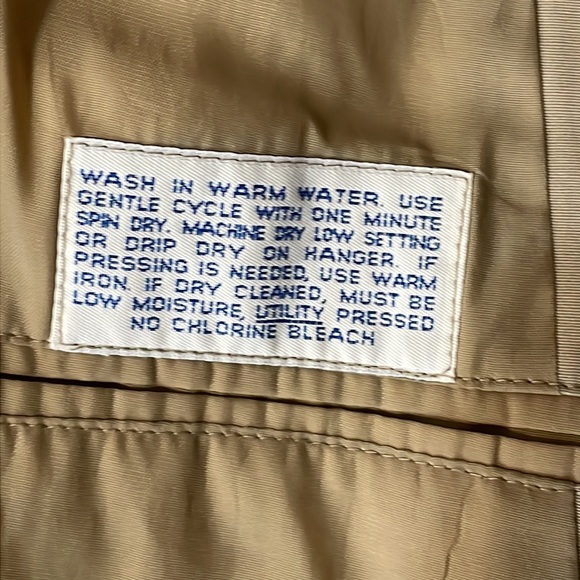 WASH IN WARM WATER. USE
GENTLE CYCLE WITH ONE MINUTE
SPIN DRY. MACHINE DRY LOW SETTING
OR DRIP DRY ON HANGER. IF
PRESSING IS NEEDED, USE WARM
IRON. IF DRY CLEANED, MUST BE
LOW MOISTURE, UTILITY PRESSED
NO CHLORINE BLEACH